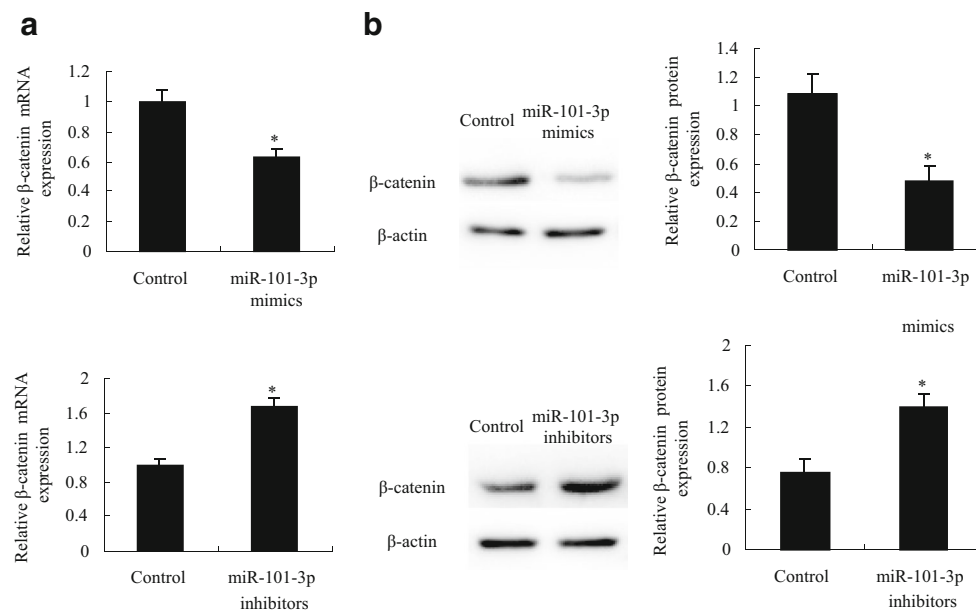 a
Relative β-catenin mRNA
expression
1.2
1
0.8
0.6
0.4
0.2
0
*
Control
miR-101-3p
mimics
b
Control
miR-101-3p
mimics
β-catenin
β-actin
Relative β-catenin protein
expression
1.4
1.2
1
0.8
0.6
0.4
0.2
0
*
Control
miR-101-3p
mimics
Relative β-catenin mRNA
expression
2
1.6
1.2
0.8
0.4
0
*
Control
miR-101-3p
inhibitors
Control
miR-101-3p
inhibitors
β-catenin
β-actin
Relative β-catenin protein
expression
2
1.6
1.2
0.8
0.4
0
*
Control
miR-101-3p
inhibitors